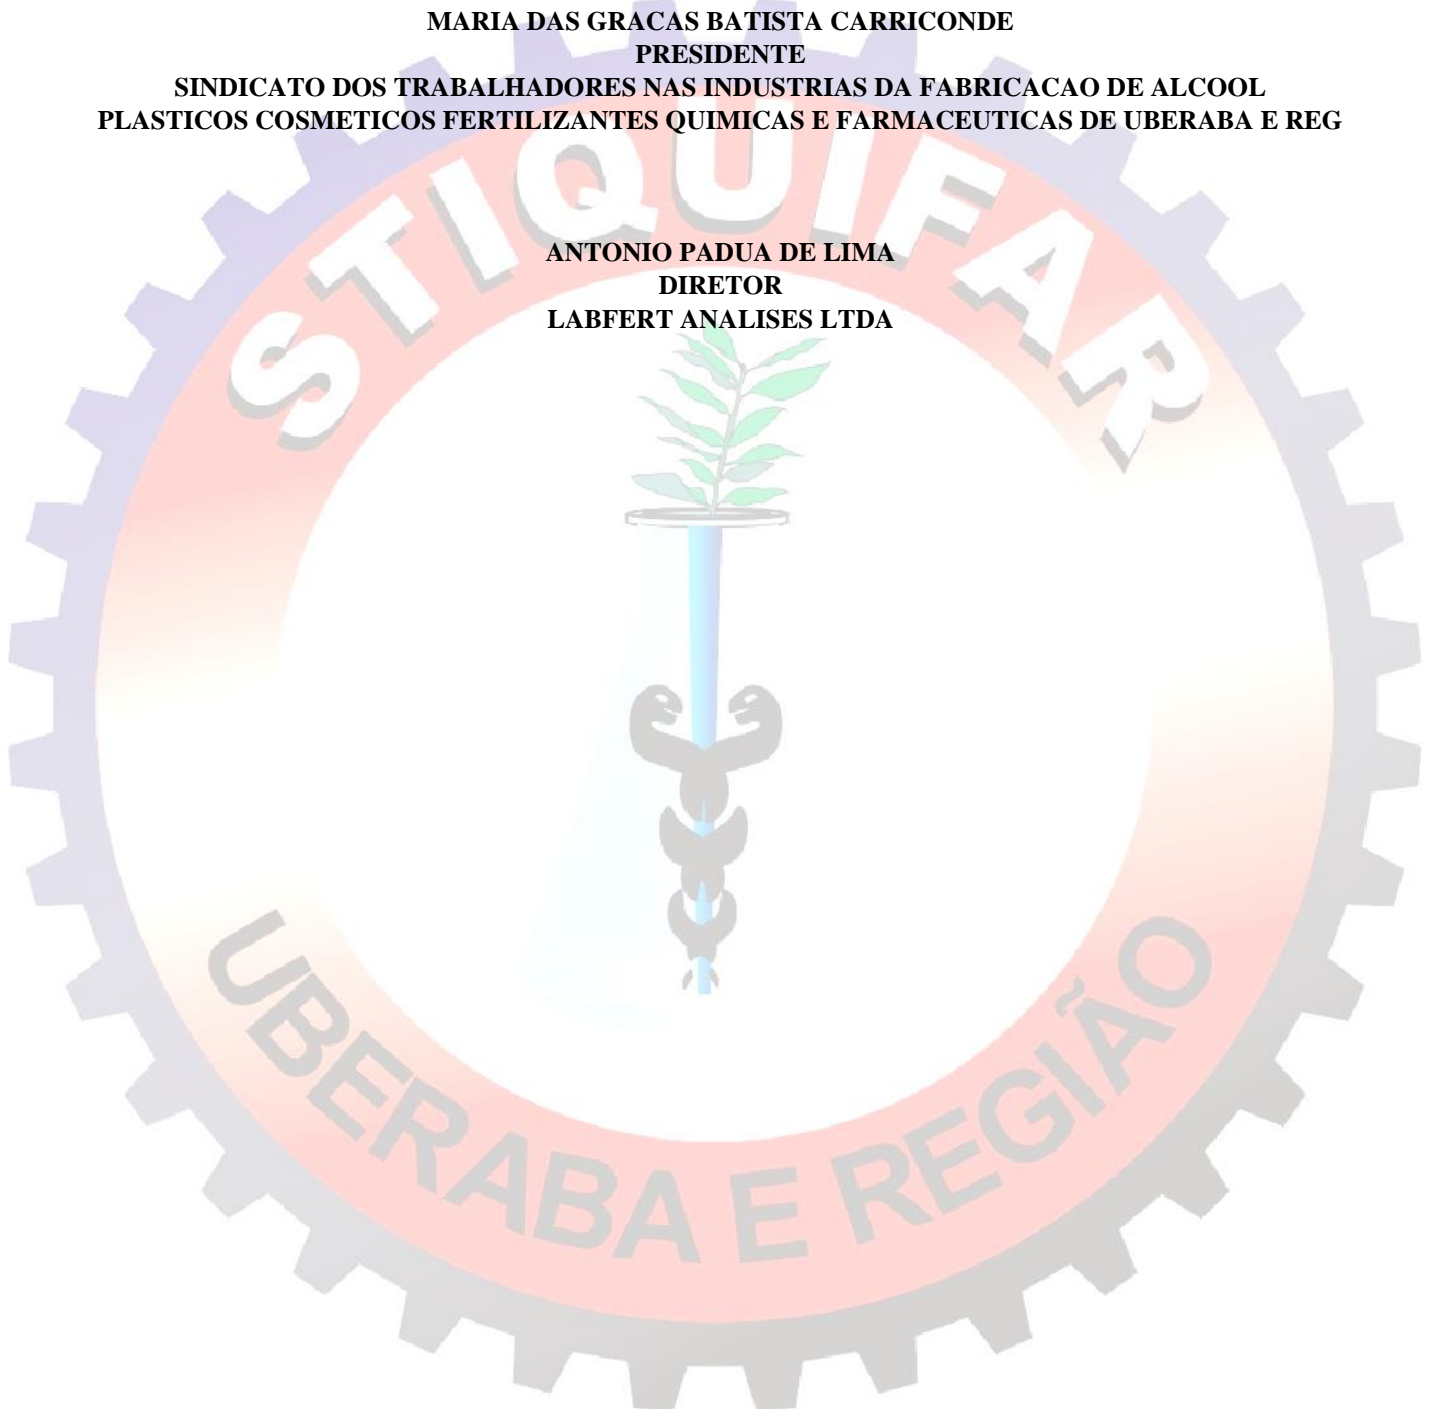 MARIA DAS GRACAS BATISTA CARRICONDE
PRESIDENTE
SINDICATO DOS TRABALHADORES NAS INDUSTRIAS DA FABRICACAO DE ALCOOL
PLASTICOS COSMETICOS FERTILIZANTES QUIMICAS E FARMACEUTICAS DE UBERABA E REG
STIQUIFAR
ANTONIO PADUA DE LIMA
DIRETOR
LABFERT ANALISES LTDA
UBERABA E REGIÃO